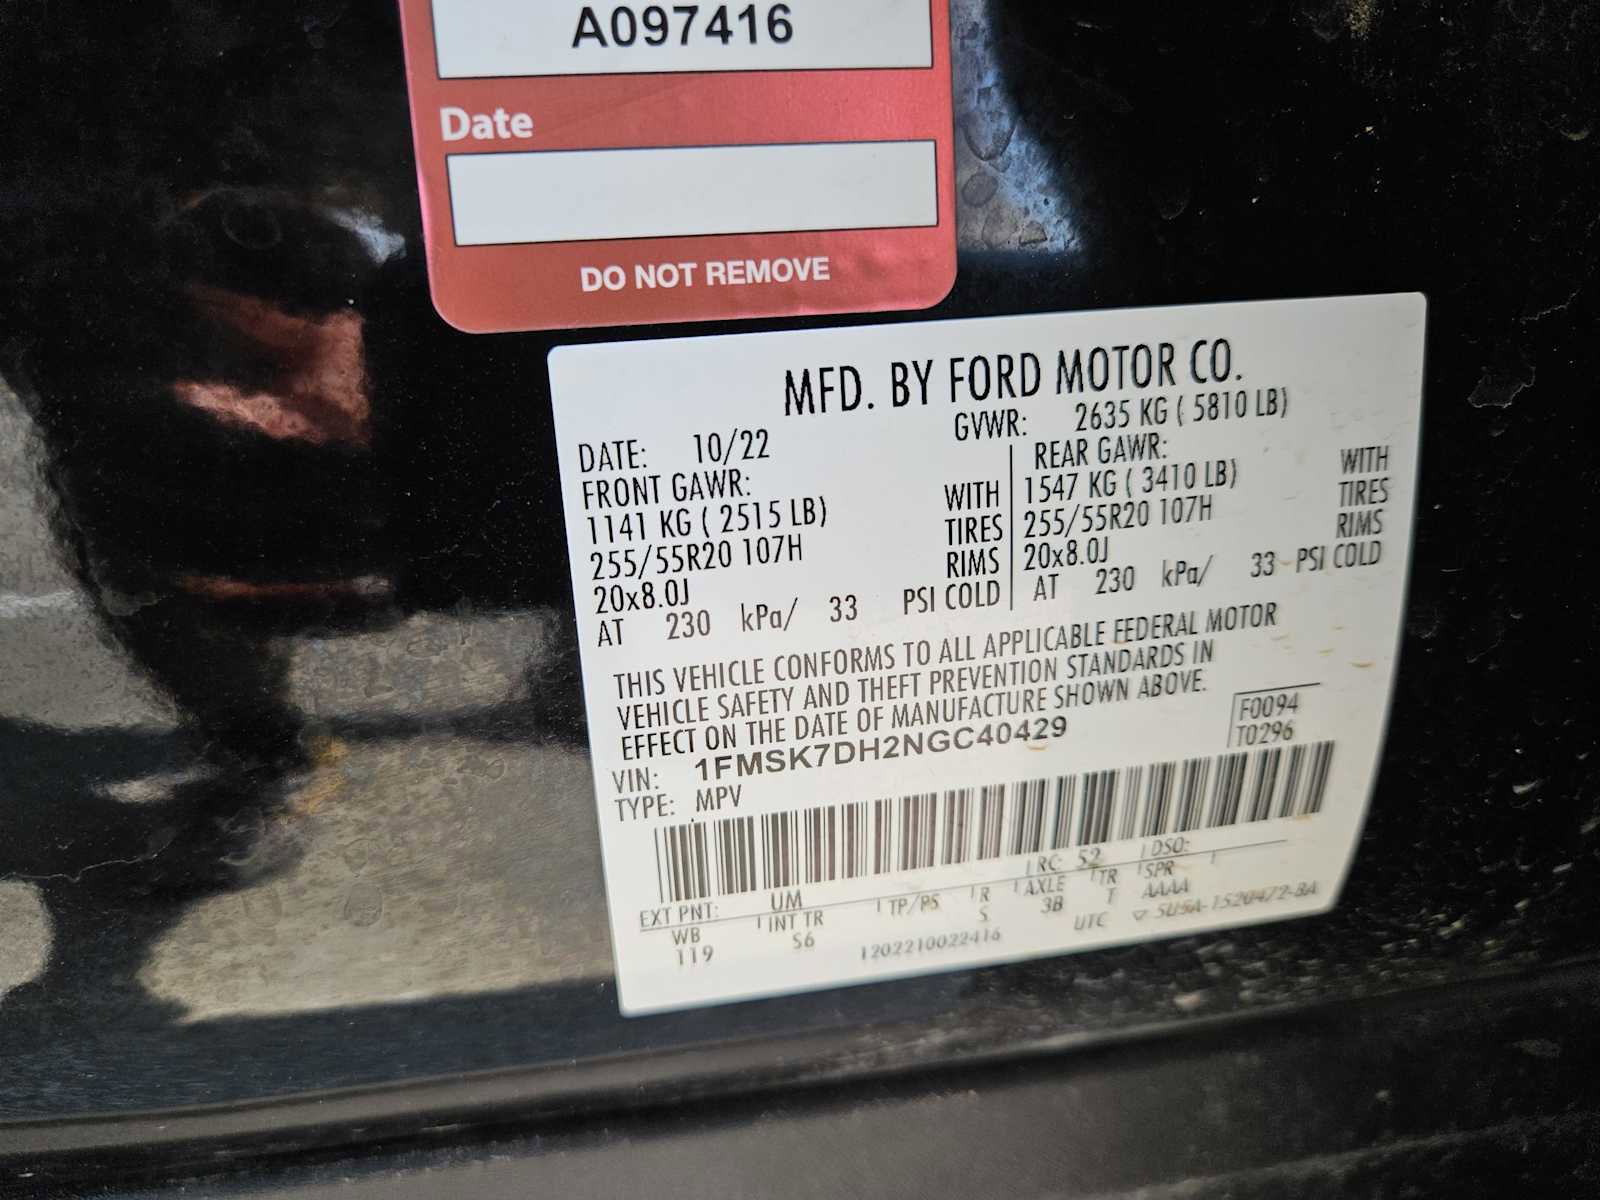 A097416
Date
DO NOT REMOVE
MFD. BY FORD MOTOR CO.
DATE: 10/22 GVWR: 2635 KG ( 5810 LB)
FRONT GAWR: REAR GAWR:
1141 KG ( 2515 LB) WITH 1547 KG ( 3410 LB) WITH
255/55R20 107H TIRES 255/55R20 107H TIRES
20x8.0J RIMS 20x8.0J RIMS
AT 230 kPa/ 33 PSI COLD AT 230 kPa/ 33 PSI COLD
THIS VEHICLE CONFORMS TO ALL APPLICABLE FEDERAL MOTOR
VEHICLE SAFETY AND THEFT PREVENTION STANDARDS IN
EFFECT ON THE DATE OF MANUFACTURE SHOWN ABOVE.
VIN: 1FMSK7DH2NGC40429 F0094
TYPE: MPV T0296
EXT PNT: UM RC: 52 DSO:
WB INT TR TP/PS R AXLE TR SPR
119 S6 S 3B T AAAA
1202210022416 UTC ▽ 5U5A-1520472-BA